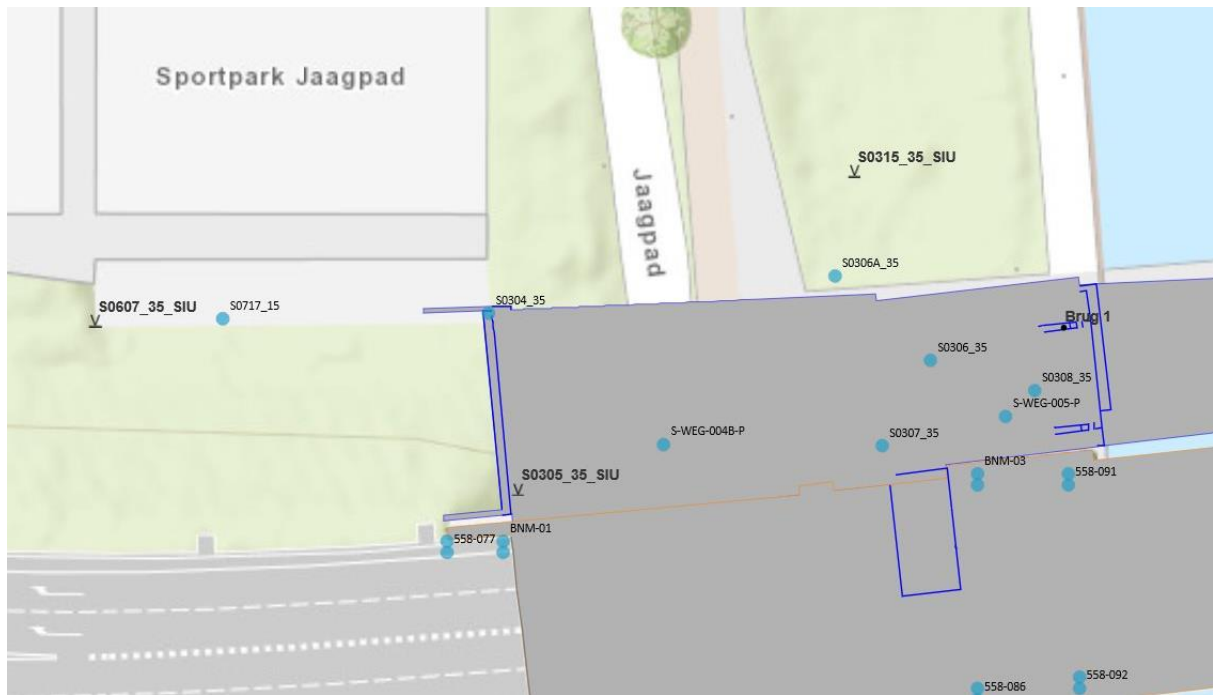 Sportpark Jaagpad
S0315_35_SIU
Jaagpad
S0306A_35
S0607_35_SIU
S0717_15
S0304_35
Brug 1
S0306_35
S0308_35
S-WEG-005-P
S-WEG-004B-P
S0307_35
S0305_35_SIU
BNM-03
558-091
BNM-01
558-077
558-092
558-086